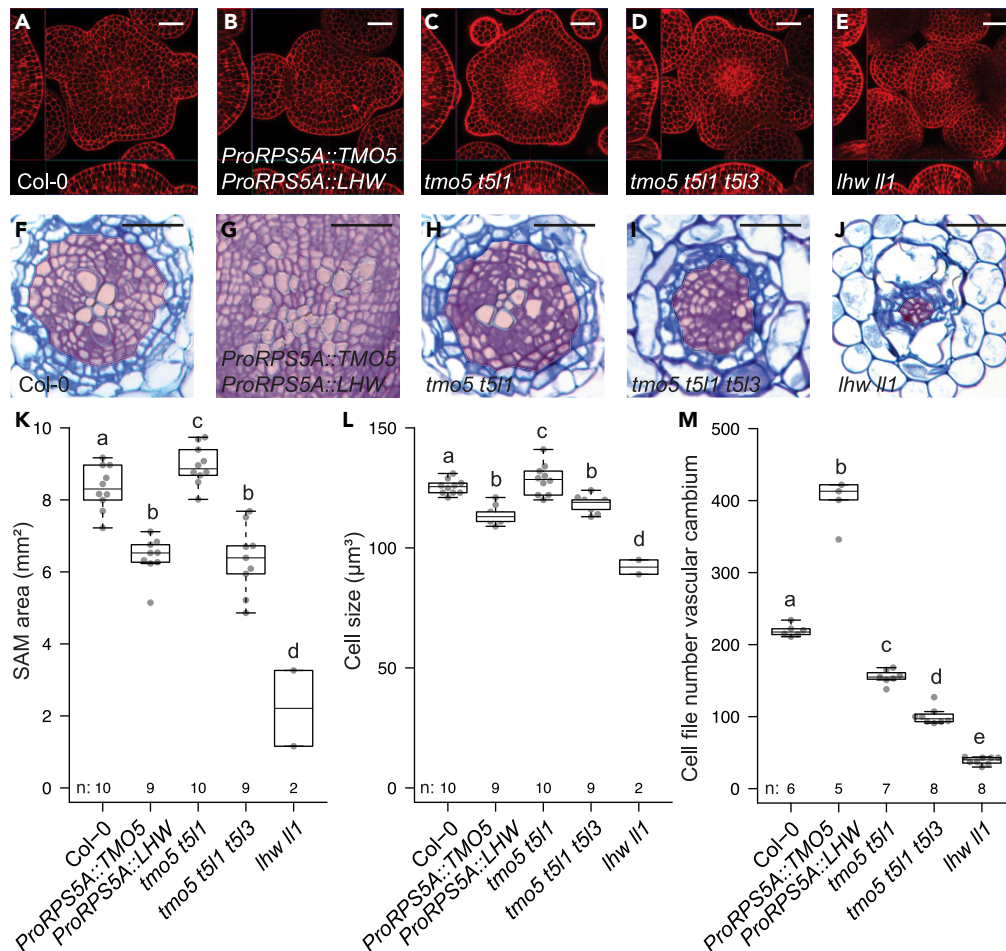 A
B
C
D
E
Col-0
ProRPS5A::TMO5
ProRPS5A::LHW
tmo5 t5l1
tmo5 t5l1 t5l3
lhw ll1
F
G
H
I
J
Col-0
ProRPS5A::TMO5
ProRPS5A::LHW
tmo5 t5l1
tmo5 t5l1 t5l3
lhw ll1
K
SAM area (mm²)
10
8
6
4
2
0
a
b
c
b
d
n: 10 9 10 9 2
Col–0
ProRPS5A::TMO5
ProRPS5A::LHW
tmo5 t5l1
tmo5 t5l1 t5l3
lhw ll1
L
Cell size (µm³)
150
100
50
0
a
b
c
b
d
n: 10 9 10 9 2
Col–0
ProRPS5A::TMO5
ProRPS5A::LHW
tmo5 t5l1
tmo5 t5l1 t5l3
lhw ll1
M
Cell file number vascular cambium
500
400
300
200
100
0
a
b
c
d
e
n: 6 5 7 8 8
Col–0
ProRPS5A::TMO5
ProRPS5A::LHW
tmo5 t5l1
tmo5 t5l1 t5l3
lhw ll1